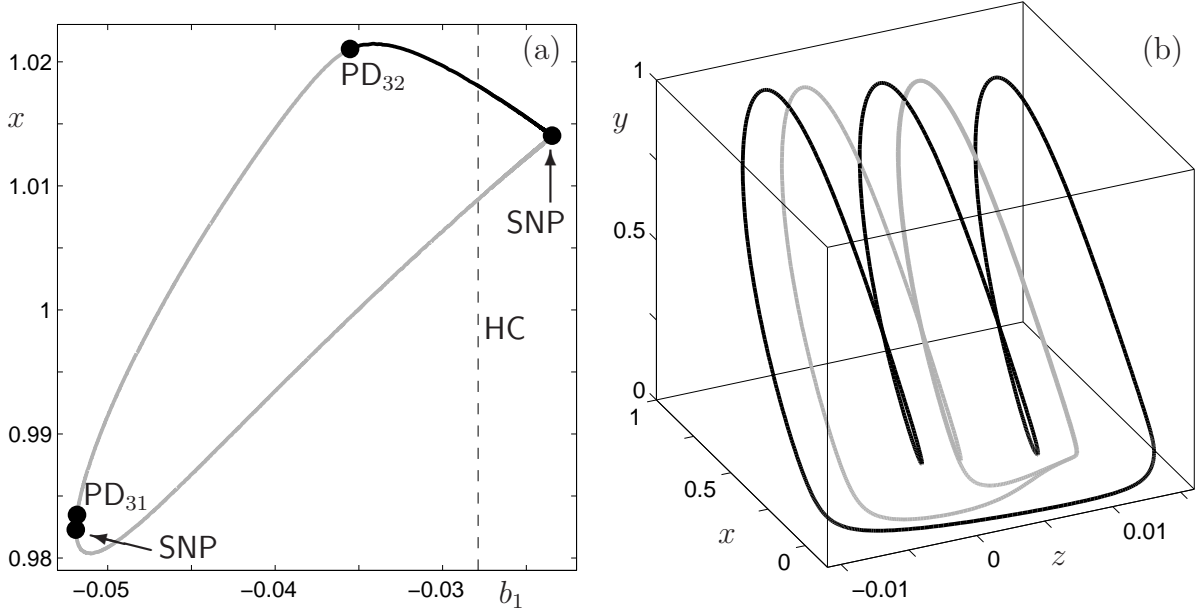 (a)
1.02
PD₃₂
x
1.01
SNP
1
HC
0.99
PD₃₁
SNP
0.98
−0.05
−0.04
−0.03
b₁
(b)
1
y
0.5
0
1
0.5
x
0
−0.01
0
z
0.01